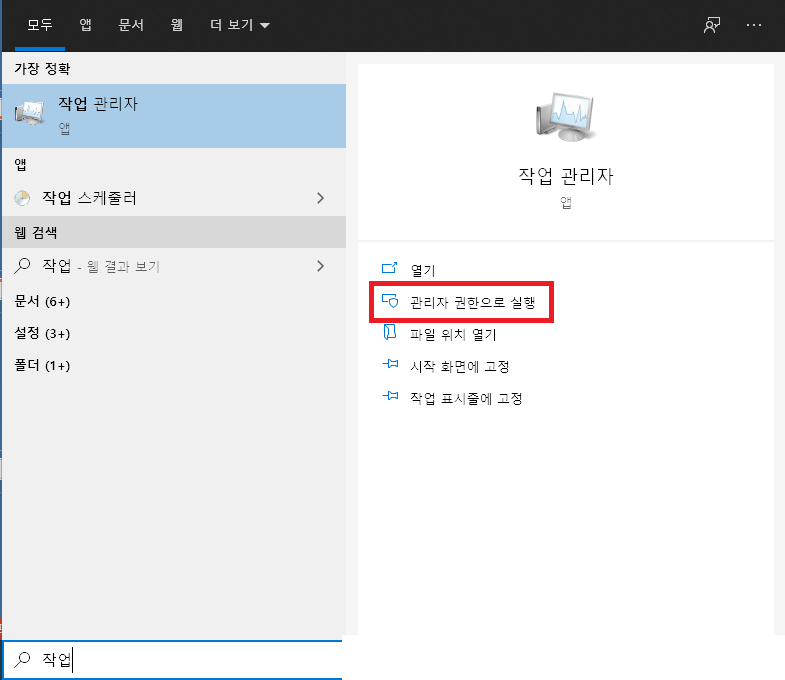 모두 앱 문서 웹 더 보기
가장 정확
작업 관리자
앱
앱
작업 스케줄러
웹 검색
작업 - 웹 결과 보기
문서 (6+)
설정 (3+)
폴더 (1+)
작업 관리자
앱
열기
관리자 권한으로 실행
파일 위치 열기
시작 화면에 고정
작업 표시줄에 고정
작업